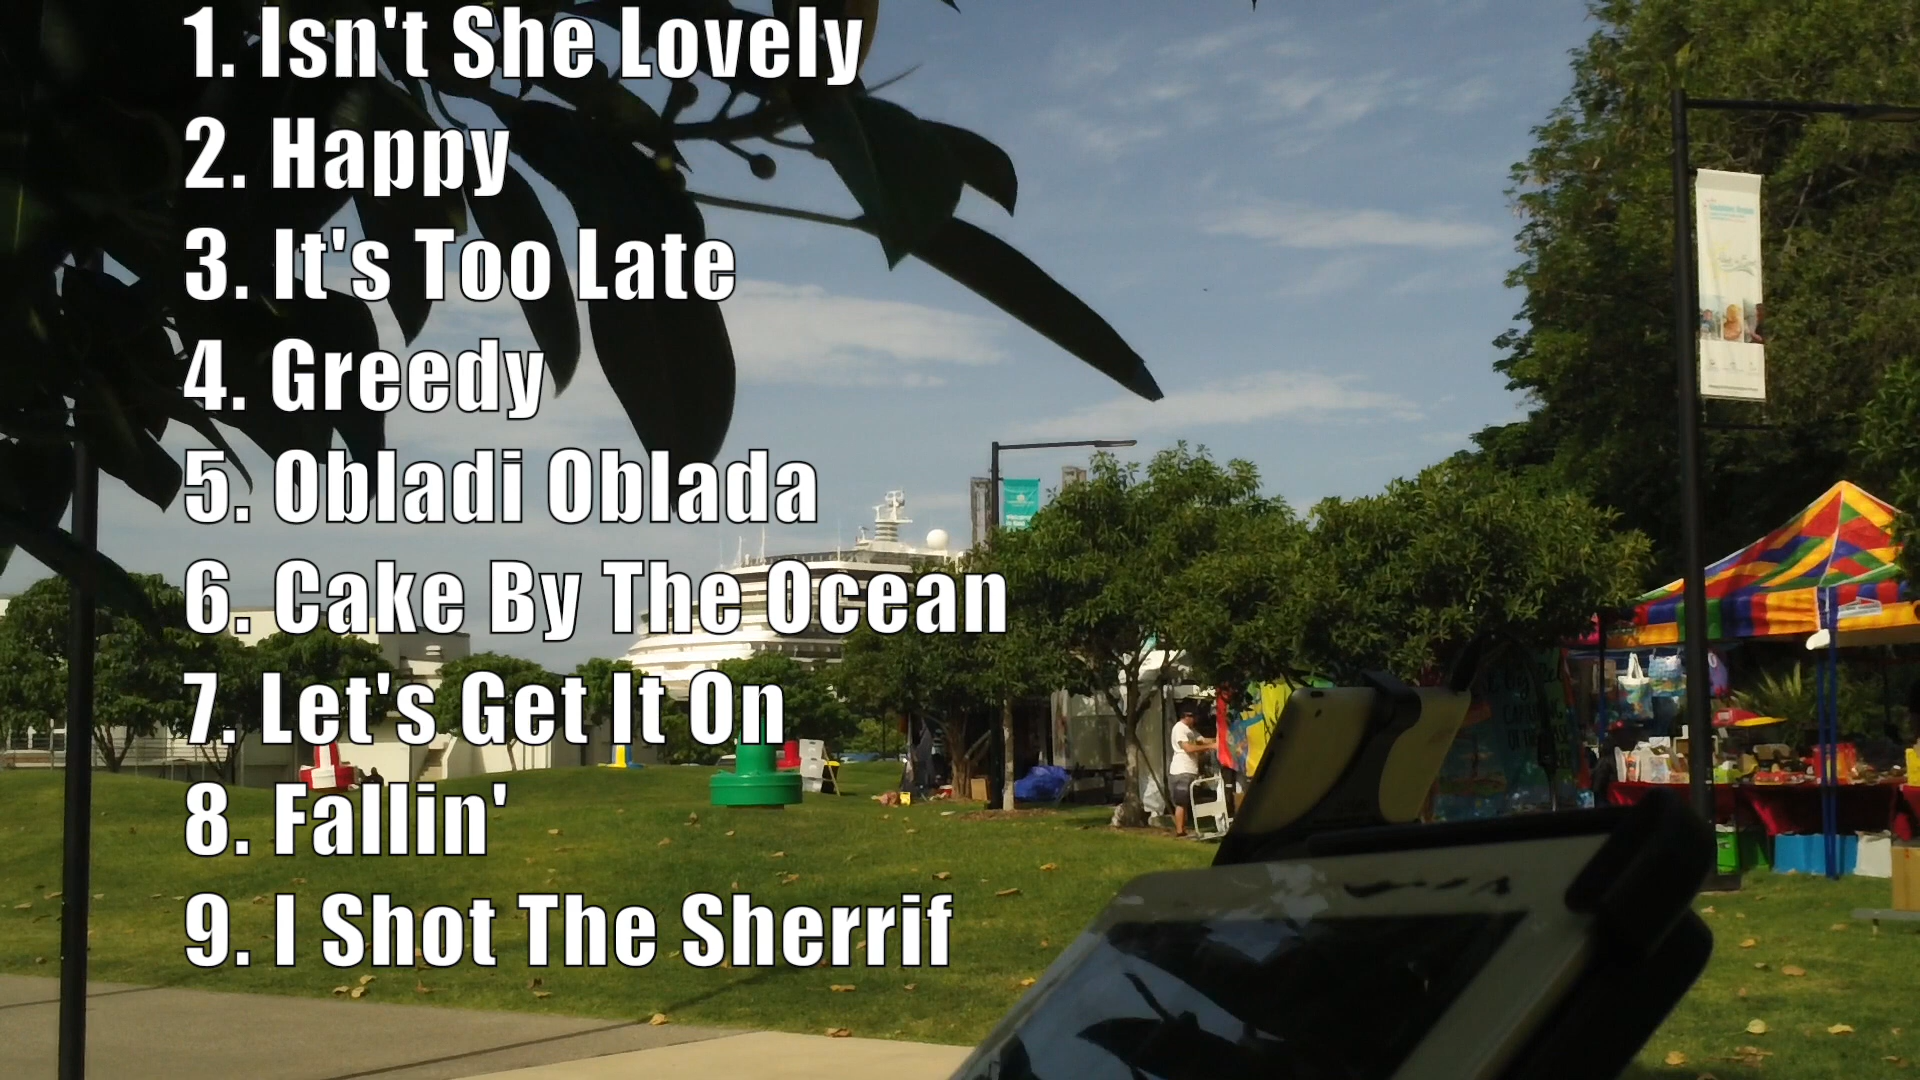 1. Isn't She Lovely
2. Happy
3. It's Too Late
4. Greedy
5. Obladi Oblada
6. Cake By The Ocean
7. Let's Get It On
8. Fallin'
9. I Shot The Sherrif